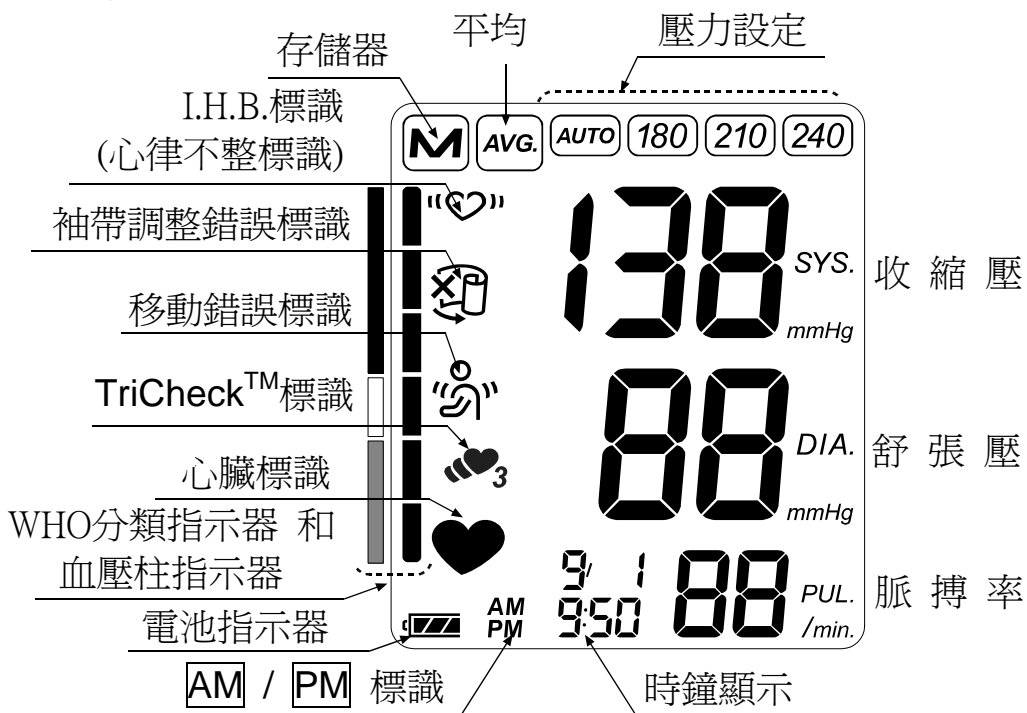 存儲器
平均
壓力設定
I.H.B.標識
(心律不整標識)
袖帶調整錯誤標識
移動錯誤標識
TriCheck™標識
心臟標識
WHO分類指示器 和
血壓柱指示器
電池指示器
AM / PM 標識
M AVG. AUTO 180 210 240
138 SYS. mmHg
收縮壓
88 DIA. mmHg
舒張壓
3
9/ 1
AM
PM
9:50
88 PUL. /min.
脈搏率
時鐘顯示